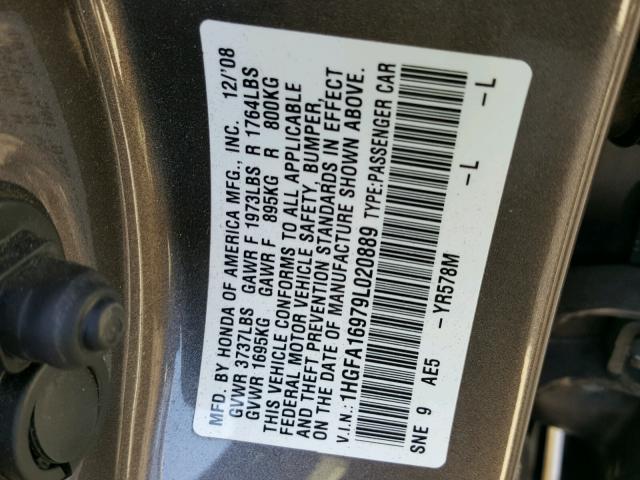 MFD. BY HONDA OF AMERICA MFG., INC. 12/'08
GVWR 3737LBS GAWR F 1973LBS R 1764LBS
GVWR 1695KG GAWR F 895KG R 800KG
THIS VEHICLE CONFORMS TO ALL APPLICABLE
FEDERAL MOTOR VEHICLE SAFETY, BUMPER,
AND THEFT PREVENTION STANDARDS IN EFFECT
ON THE DATE OF MANUFACTURE SHOWN ABOVE.
V.I.N.:1HGFA16979L020889 TYPE:PASSENGER CAR
SNE 9 AE5 -YR578M -L -L